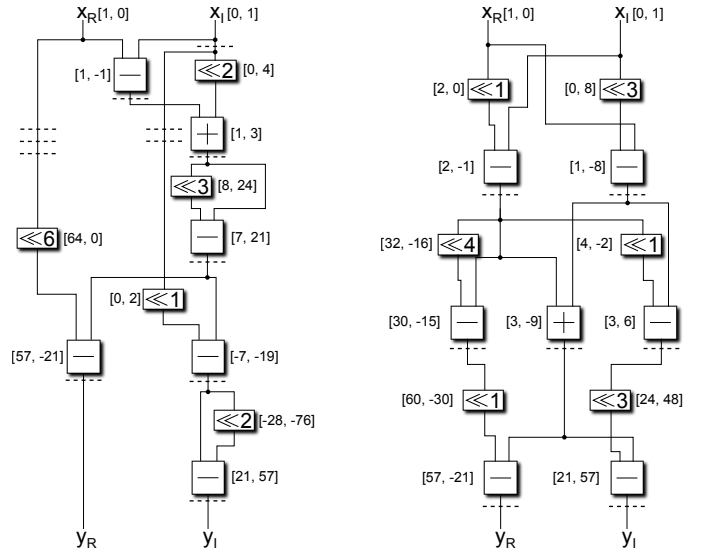 xR[1, 0] xI[0, 1] xR[1, 0] xI[0, 1]
[1, -1] — ≪2 [0, 4] [2, 0] ≪1 [0, 8] ≪3
+ [1, 3]
[2, -1] — [1, -8] —
≪3 [8, 24]
— [7, 21]
≪6 [64, 0] [32, -16] ≪4 [4, -2] ≪1
[0, 2] ≪1
[30, -15] — [3, -9] + [3, 6] —
[57, -21] — — [-7, -19]
[60, -30] ≪1 ≪3 [24, 48]
≪2 [-28, -76]
— [21, 57] [57, -21] — [21, 57] —
yR yI yR yI